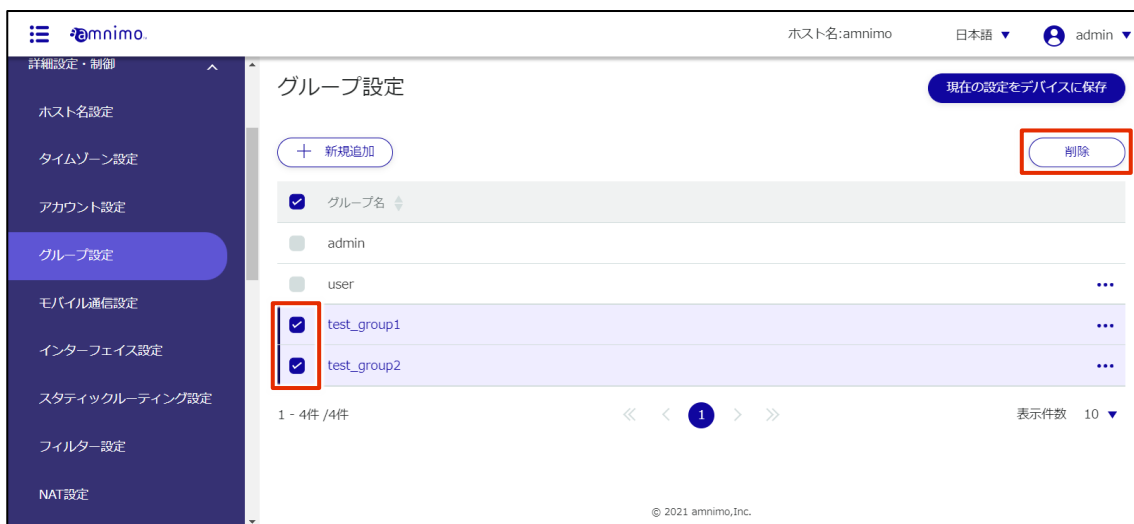 amnimo.
ホスト名:amnimo
日本語 ▼
admin ▼
詳細設定・制御
ホスト名設定
タイムゾーン設定
アカウント設定
グループ設定
モバイル通信設定
インターフェイス設定
スタティックルーティング設定
フィルター設定
NAT設定
グループ設定
現在の設定をデバイスに保存
＋ 新規追加
削除
グループ名
admin
user
test_group1
test_group2
1 - 4件 /4件
1
表示件数 10 ▼
© 2021 amnimo,Inc.